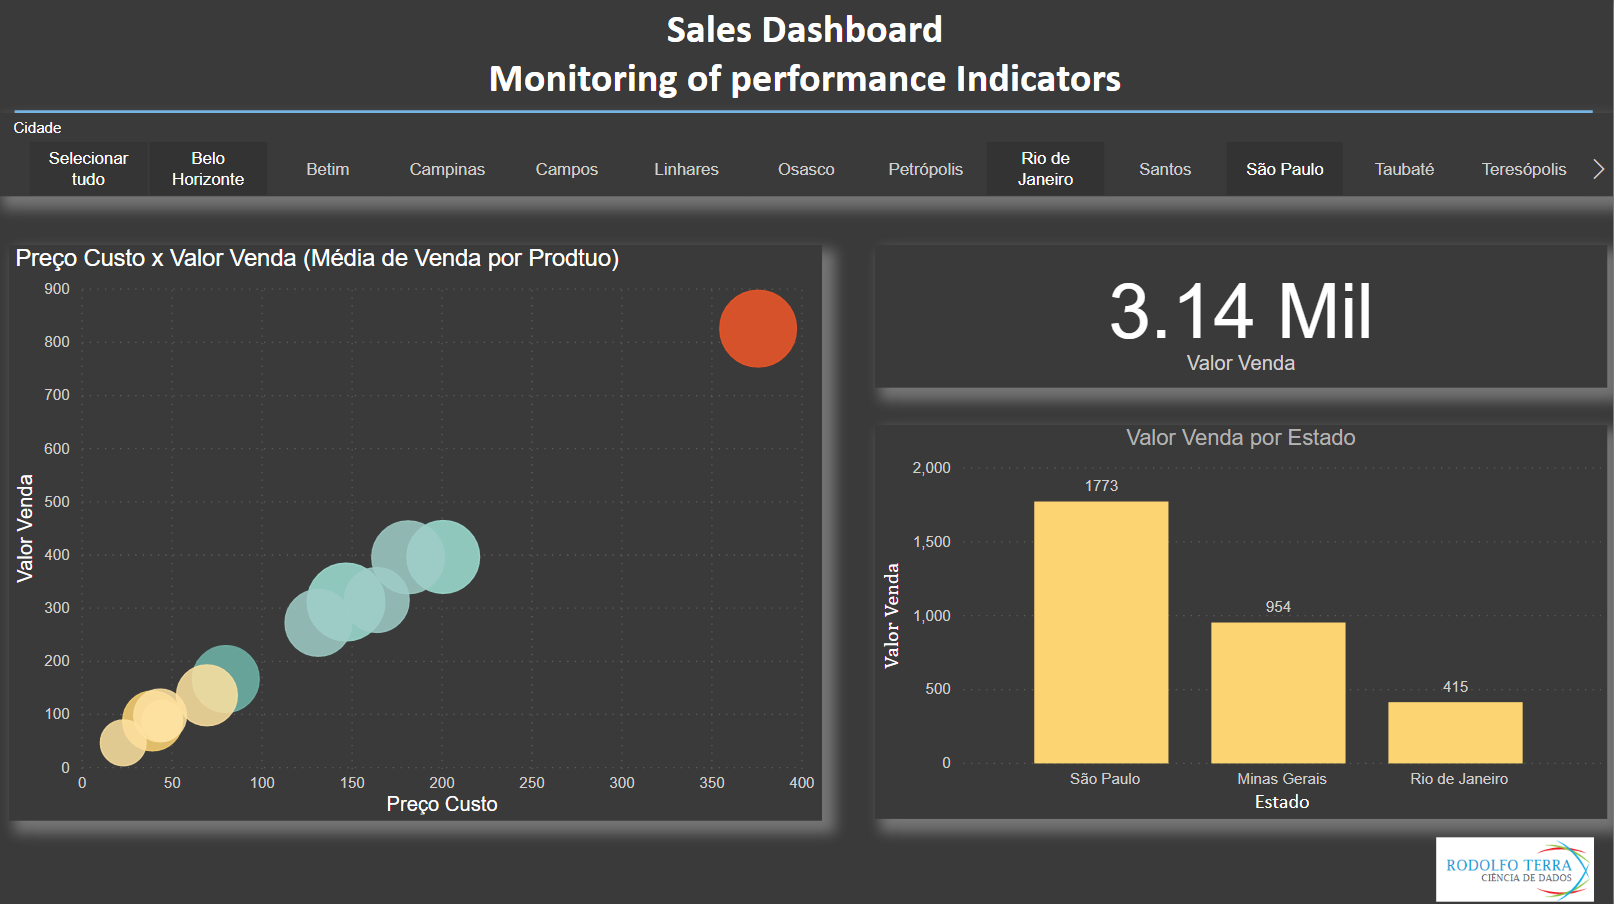 Sales Dashboard
Monitoring of performance Indicators
Cidade
Selecionar tudo
Belo Horizonte
Betim
Campinas
Campos
Linhares
Osasco
Petrópolis
Rio de Janeiro
Santos
São Paulo
Taubaté
Teresópolis
Preço Custo x Valor Venda (Média de Venda por Prodtuo)
900
800
700
600
500
400
300
200
100
0
Valor Venda
0 50 100 150 200 250 300 350 400
Preço Custo
3.14 Mil
Valor Venda
Valor Venda por Estado
2,000
1,500
1,000
500
0
Valor Venda
1773
954
415
São Paulo Minas Gerais Rio de Janeiro
Estado
RODOLFO TERRA
CIÊNCIA DE DADOS